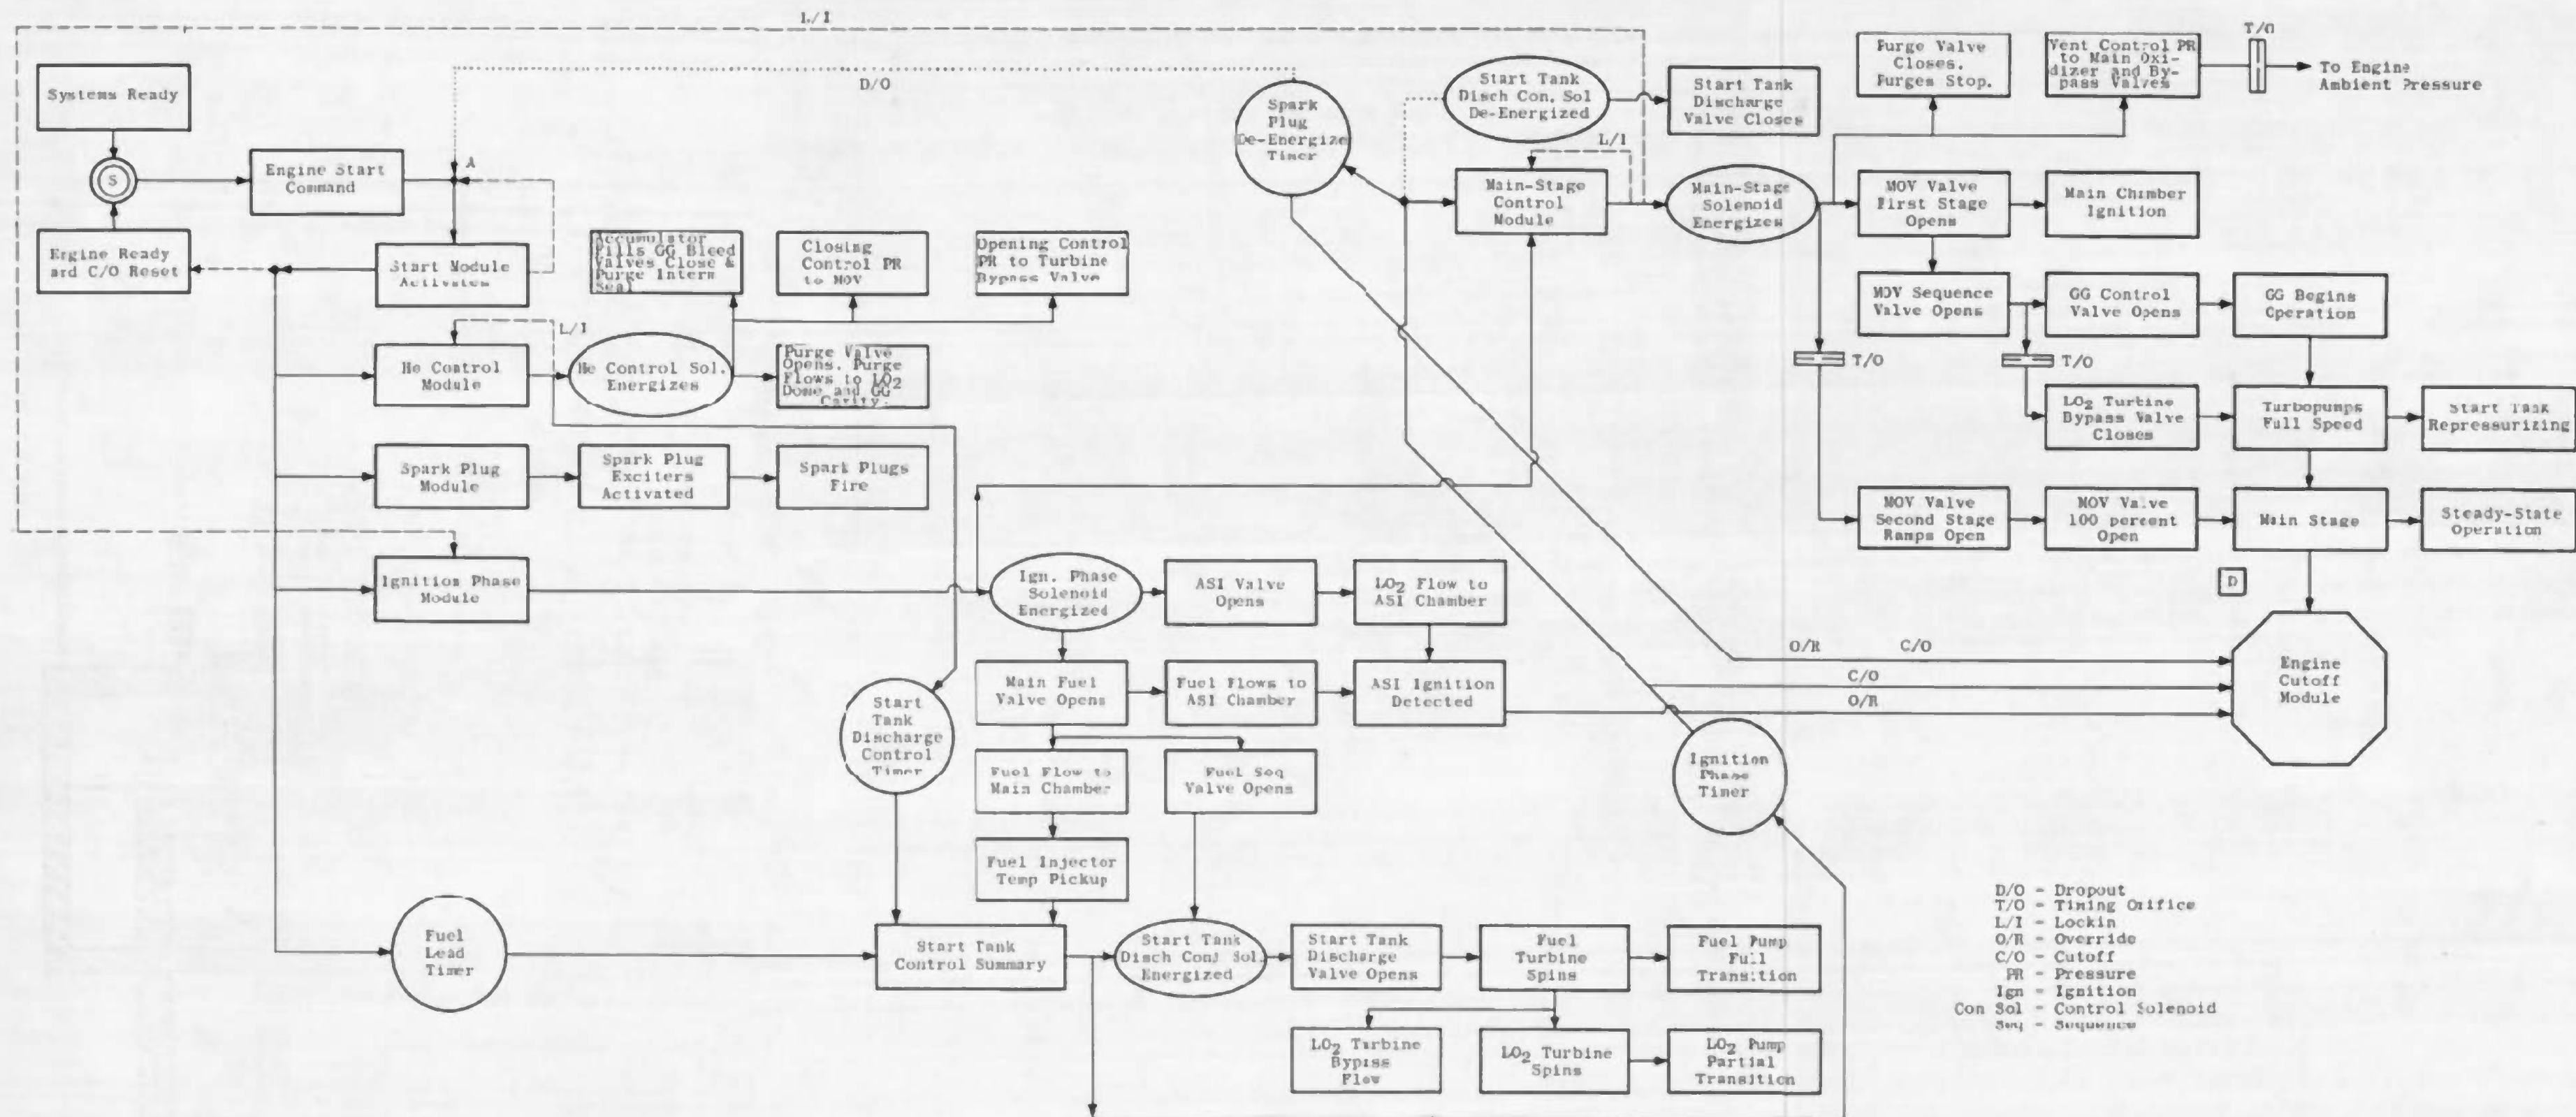 L/I
Systems Ready
S
Engine Start
Command
A
D/O
Engine Ready
and C/O Reset
Start Module
Activates
Accumulator
Fills GG Bleed
Valves Close &
Purge Interm
Seal
Closing
Control PR
to MOV
Opening Control
PR to Turbine
Bypass Valve
L/I
He Control
Module
He Control Sol.
Energizes
Purge Valve
Opens. Purge
Flows to LO2
Dome and GG
Cavity.
Spark Plug
Module
Spark Plug
Exciters
Activated
Spark Plugs
Fire
Ignition Phase
Module
Ign. Phase
Solenoid
Energized
ASI Valve
Opens
LO2 Flow to
ASI Chamber
Main Fuel
Valve Opens
Fuel Flows to
ASI Chamber
ASI Ignition
Detected
Start
Tank
Discharge
Control
Timer
Fuel Flow to
Main Chamber
Fuel Seq
Valve Opens
Fuel Injector
Temp Pickup
Fuel
Lead
Timer
Start Tank
Control Summary
Start Tank
Disch Con. Sol.
Energized
Start Tank
Discharge
Valve Opens
Fuel
Turbine
Spins
Fuel Pump
Full
Transition
LO2 Turbine
Bypass
Flow
LO2 Turbine
Spins
LO2 Pump
Partial
Transition
Spark
Plug
De-Energize
Timer
Start Tank
Disch Con. Sol
De-Energized
Start Tank
Discharge
Valve Closes
L/I
Main-Stage
Control
Module
Main-Stage
Solenoid
Energizes
Purge Valve
Closes.
Purges Stop.
Vent Control PR
to Main Oxi-
dizer and By-
pass Valves
T/O
To Engine
Ambient Pressure
MOV Valve
First Stage
Opens
Main Chamber
Ignition
MOV Sequence
Valve Opens
GG Control
Valve Opens
GG Begins
Operation
T/O
T/O
LO2 Turbine
Bypass Valve
Closes
Turbopumps
Full Speed
Start Tank
Repressurizing
MOV Valve
Second Stage
Ramps Open
MOV Valve
100 percent
Open
Main Stage
Steady-State
Operation
D
O/R C/O
C/O
O/R
Engine
Cutoff
Module
Ignition
Phase
Timer
D/O - Dropout
T/O - Timing Orifice
L/I - Lockin
O/R - Override
C/O - Cutoff
PR - Pressure
Ign - Ignition
Con Sol - Control Solenoid
Seq - Sequence